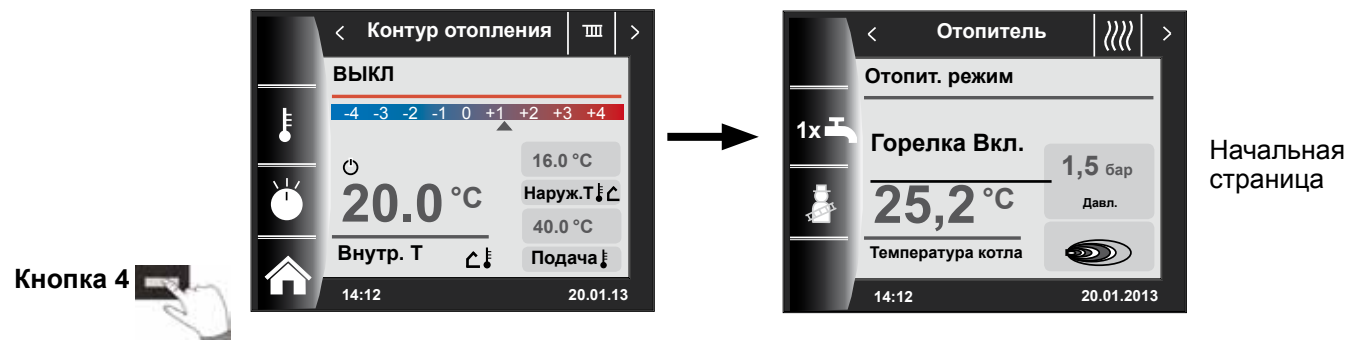 Кнопка 4
< Контур отопления >
ВЫКЛ
-4 -3 -2 -1 0 +1 +2 +3 +4
16.0 °C
20.0 °C
Наруж.Т
40.0 °C
Внутр. Т
Подача
14:12 20.01.13
< Отопитель >
Отопит. режим
1x
Горелка Вкл.
1,5 бар
25,2 °C
Давл.
Температура котла
14:12 20.01.2013
Начальная
страница